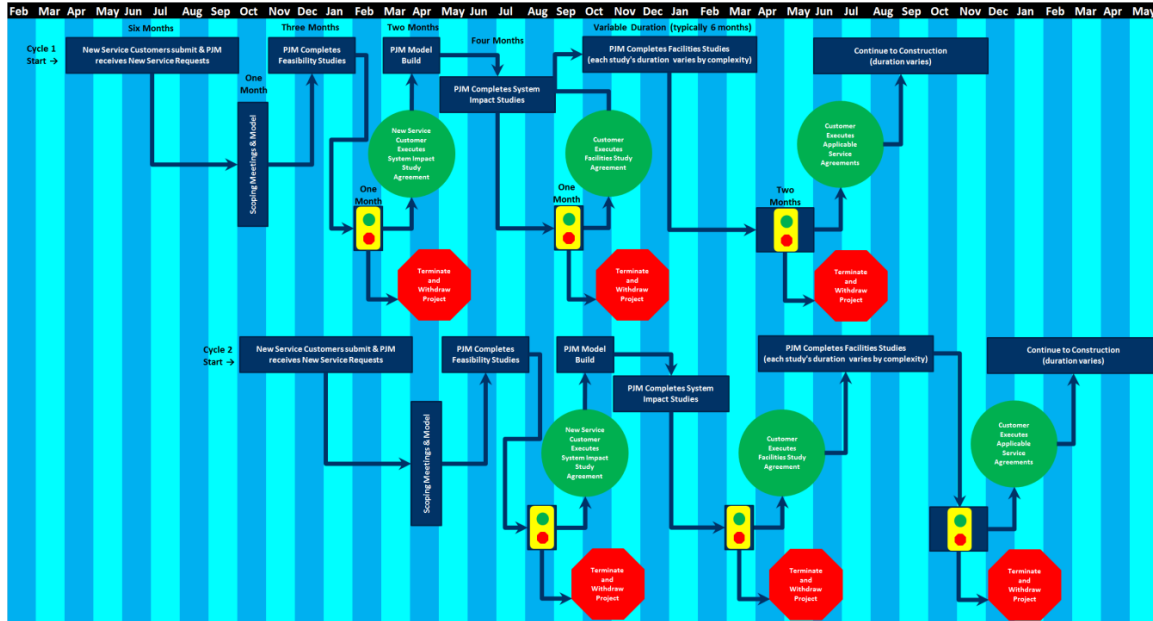 Feb Mar Apr May Jun Jul Aug Sep Oct Nov Dec Jan Feb Mar Apr May Jun Jul Aug Sep Oct Nov Dec Jan Feb Mar Apr May Jun Jul Aug Sep Oct Nov Dec Jan Feb Mar Apr May
Six Months
Three Months
Two Months
Four Months
Variable Duration (typically 6 months)
Cycle 1
Start →
New Service Customers submit & PJM
receives New Service Requests
One
Month
Scoping Meetings & Model
PJM Completes
Feasibility Studies
One
Month
New Service
Customer
Executes
System Impact
Study
Agreement
Terminate
and
Withdraw
Project
PJM Model
Build
PJM Completes System
Impact Studies
One
Month
Customer
Executes
Facilities Study
Agreement
Terminate
and
Withdraw
Project
PJM Completes Facilities Studies
(each study's duration varies by complexity)
Two
Months
Customer
Executes
Applicable
Service
Agreements
Terminate
and
Withdraw
Project
Continue to Construction
(duration varies)
Cycle 2
Start →
New Service Customers submit & PJM
receives New Service Requests
Scoping Meetings & Model
PJM Completes
Feasibility Studies
New Service
Customer
Executes
System Impact
Study
Agreement
Terminate
and
Withdraw
Project
PJM Model
Build
PJM Completes System
Impact Studies
Customer
Executes
Facilities Study
Agreement
Terminate
and
Withdraw
Project
PJM Completes Facilities Studies
(each study's duration varies by complexity)
Customer
Executes
Applicable
Service
Agreements
Terminate
and
Withdraw
Project
Continue to Construction
(duration varies)